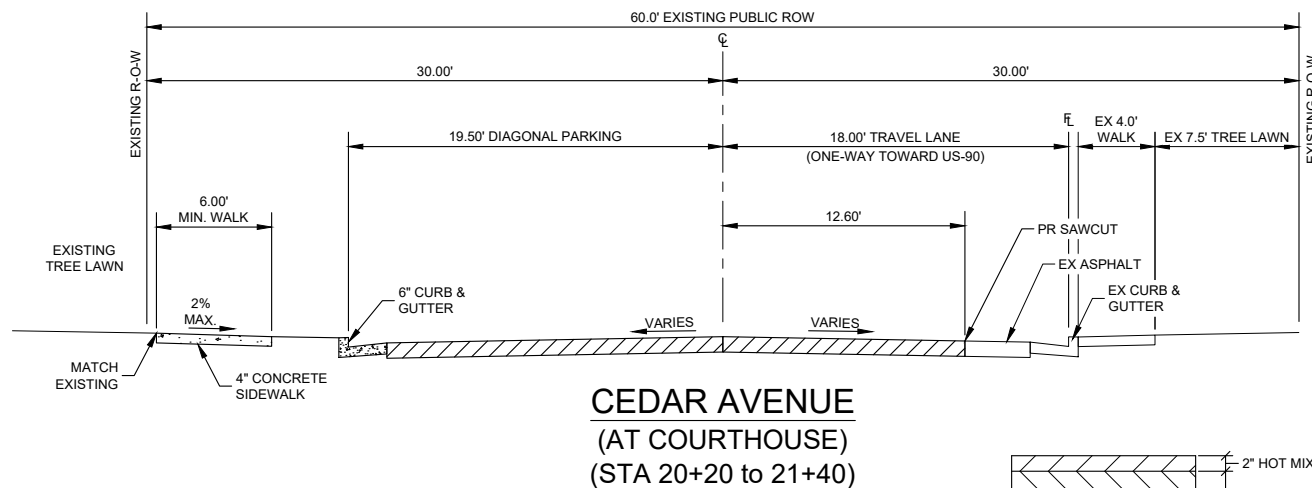 60.0' EXISTING PUBLIC ROW
CL
30.00'
30.00'
EXISTING R-O-W
EXISTING R-O-W
19.50' DIAGONAL PARKING
18.00' TRAVEL LANE
(ONE-WAY TOWARD US-90)
FL
EX 4.0'
WALK
EX 7.5' TREE LAWN
6.00'
MIN. WALK
12.60'
EXISTING
TREE LAWN
PR SAWCUT
EX ASPHALT
EX CURB &
GUTTER
6" CURB &
GUTTER
2%
MAX.
VARIES
VARIES
MATCH
EXISTING
4" CONCRETE
SIDEWALK
CEDAR AVENUE
(AT COURTHOUSE)
(STA 20+20 to 21+40)
2" HOT MIX